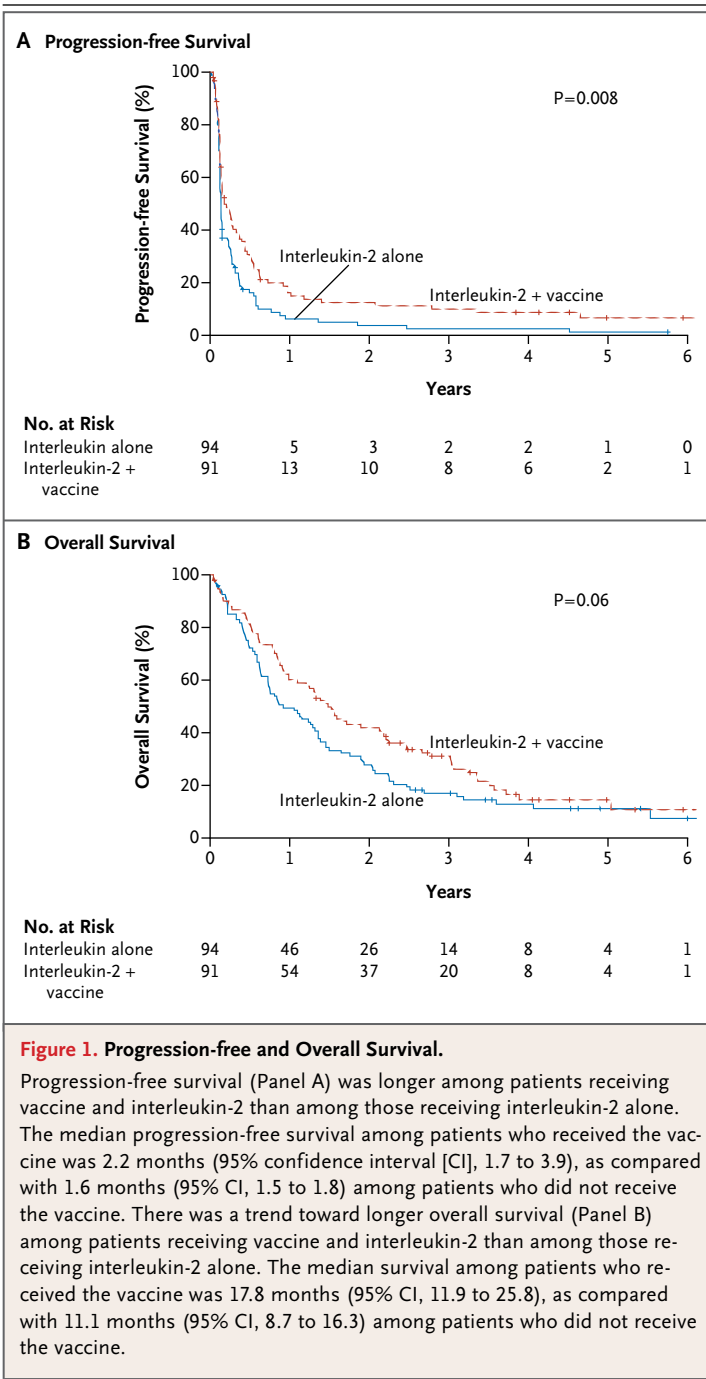 A Progression-free Survival
100
80
60
40
20
0
Progression-free Survival (%)
P=0.008
Interleukin-2 alone
Interleukin-2 + vaccine
0 1 2 3 4 5 6
Years
No. at Risk
Interleukin alone 94 5 3 2 2 1 0
Interleukin-2 + 91 13 10 8 6 2 1
vaccine
B Overall Survival
100
80
60
40
20
0
Overall Survival (%)
P=0.06
Interleukin-2 + vaccine
Interleukin-2 alone
0 1 2 3 4 5 6
Years
No. at Risk
Interleukin alone 94 46 26 14 8 4 1
Interleukin-2 + 91 54 37 20 8 4 1
vaccine
Figure 1. Progression-free and Overall Survival.
Progression-free survival (Panel A) was longer among patients receiving
vaccine and interleukin-2 than among those receiving interleukin-2 alone.
The median progression-free survival among patients who received the vac-
cine was 2.2 months (95% confidence interval [CI], 1.7 to 3.9), as compared
with 1.6 months (95% CI, 1.5 to 1.8) among patients who did not receive
the vaccine. There was a trend toward longer overall survival (Panel B)
among patients receiving vaccine and interleukin-2 than among those re-
ceiving interleukin-2 alone. The median survival among patients who re-
ceived the vaccine was 17.8 months (95% CI, 11.9 to 25.8), as compared
with 11.1 months (95% CI, 8.7 to 16.3) among patients who did not receive
the vaccine.